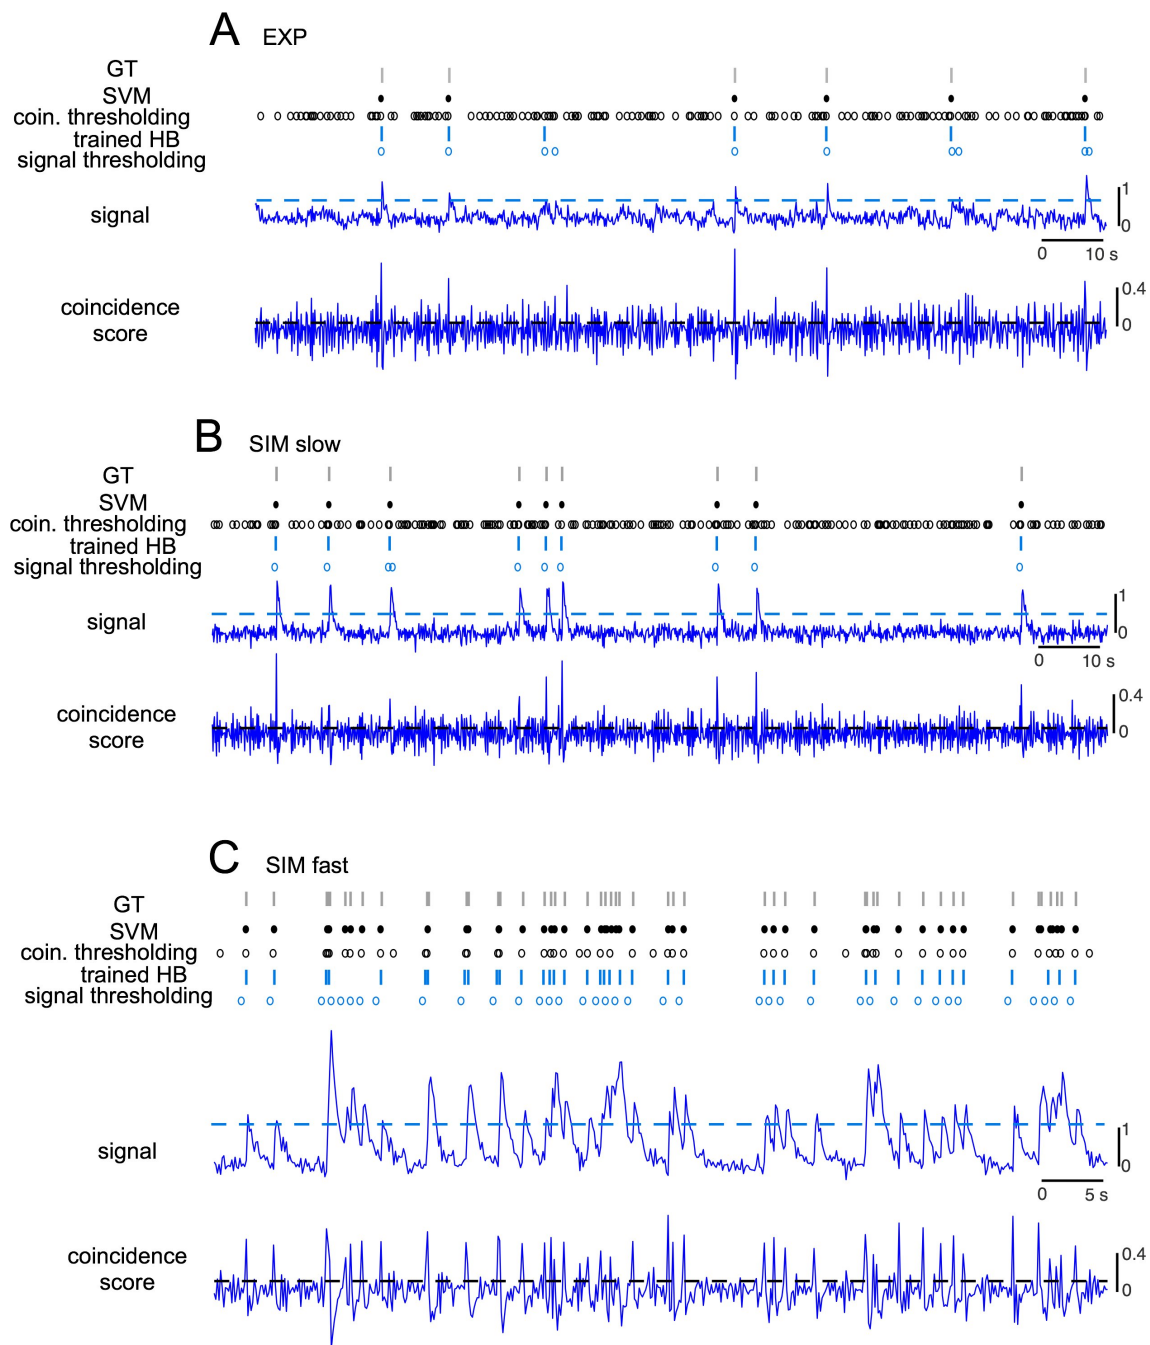 A EXP
GT
SVM
coin. thresholding
trained HB
signal thresholding
signal
1
0
0 10 s
coincidence
score
0.4
0
B SIM slow
GT
SVM
coin. thresholding
trained HB
signal thresholding
signal
1
0
0 10 s
coincidence
score
0.4
0
C SIM fast
GT
SVM
coin. thresholding
trained HB
signal thresholding
signal
1
0
0 5 s
coincidence
score
0.4
0